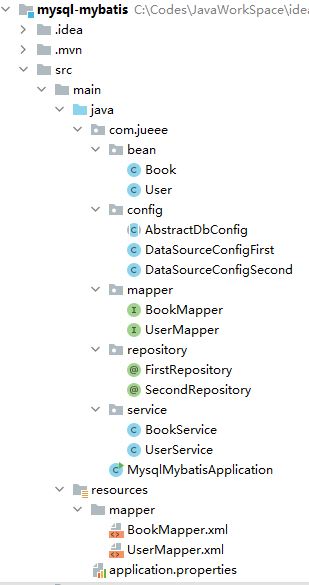 mysql-mybatis C:\Codes\JavaWorkSpace\idea
.idea
.mvn
src
main
java
com.jueee
bean
Book
User
config
AbstractDbConfig
DataSourceConfigFirst
DataSourceConfigSecond
mapper
BookMapper
UserMapper
repository
FirstRepository
SecondRepository
service
BookService
UserService
MysqlMybatisApplication
resources
mapper
BookMapper.xml
UserMapper.xml
application.properties